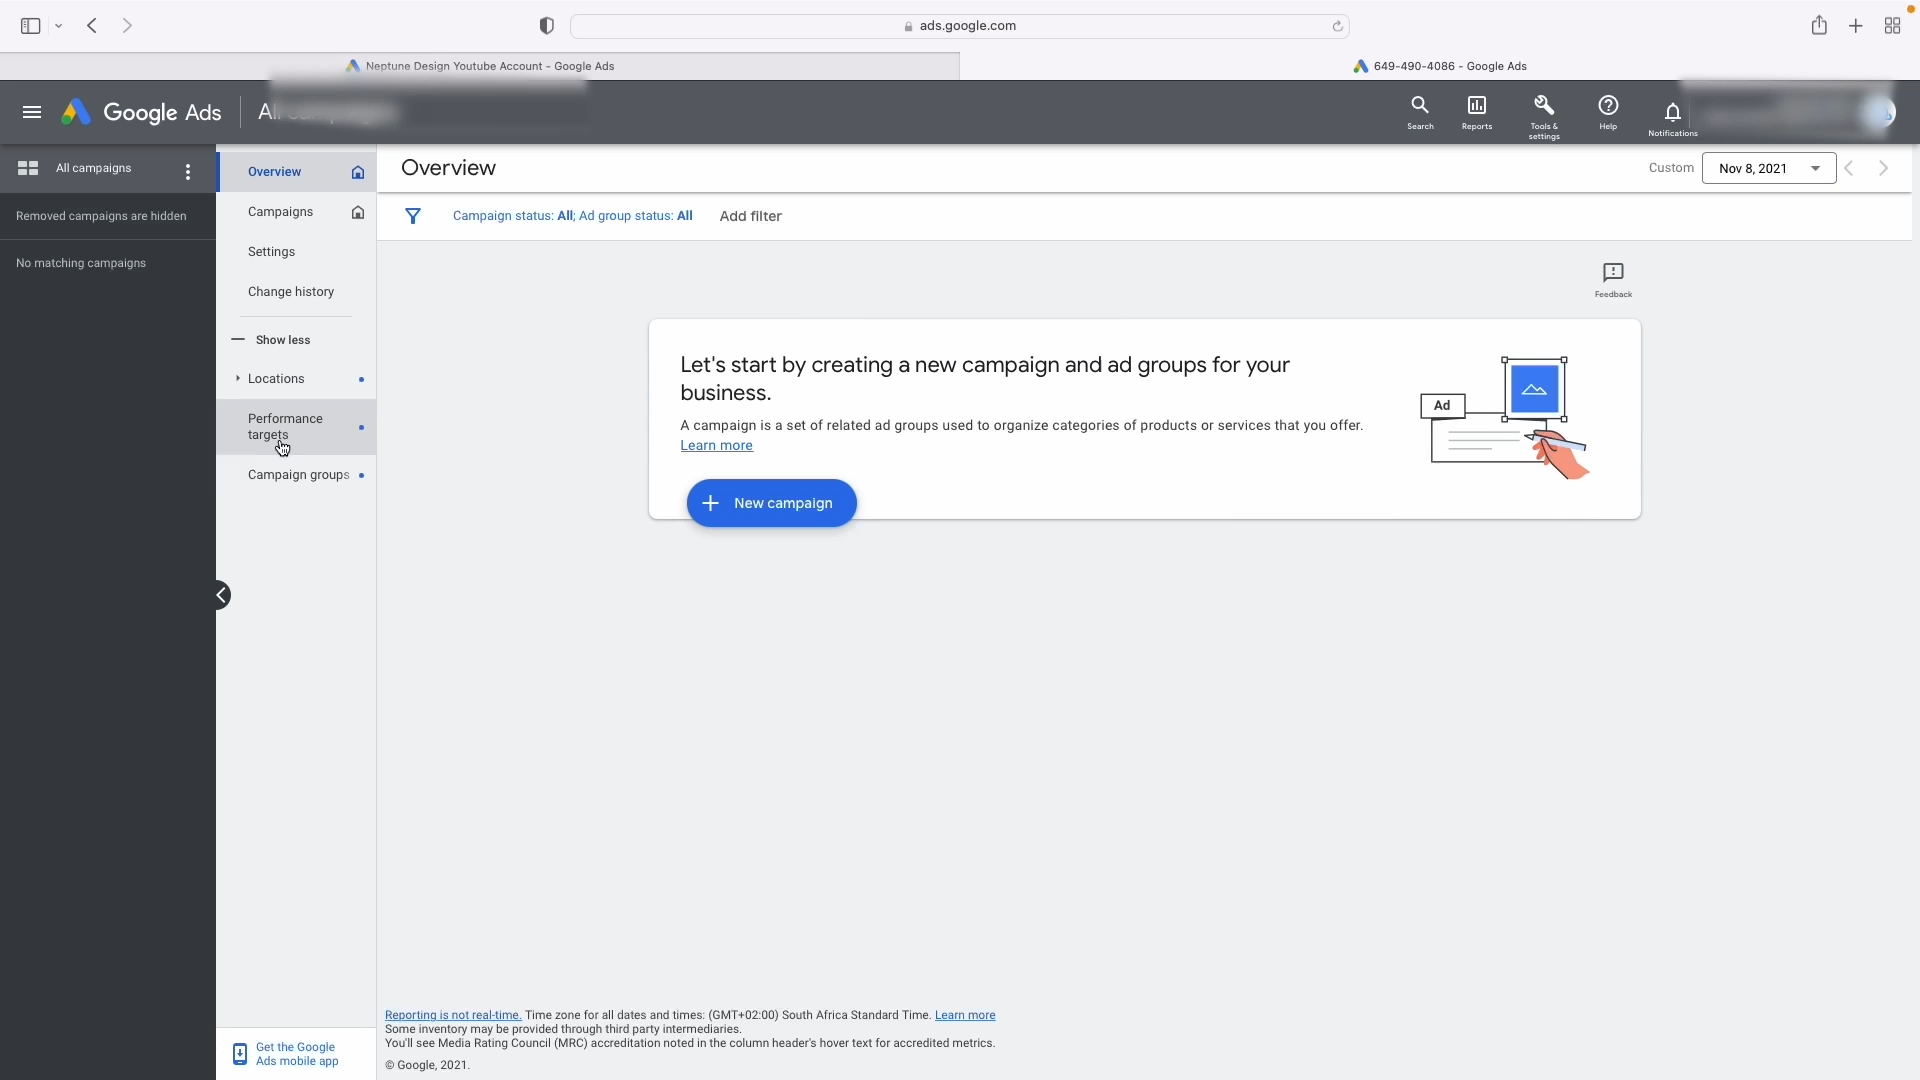 ads.google.com
Neptune Design Youtube Account - Google Ads
649-490-4086 - Google Ads
Google Ads
Search
Reports
Tools & settings
Help
Notifications
All campaigns
Removed campaigns are hidden
No matching campaigns
Overview
Campaigns
Settings
Change history
Show less
Locations
Performance
targets
Campaign groups
Get the Google
Ads mobile app
Overview
Custom
Nov 8, 2021
Campaign status: All; Ad group status: All
Add filter
Feedback
Let's start by creating a new campaign and ad groups for your
business.
A campaign is a set of related ad groups used to organize categories of products or services that you offer.
Learn more
New campaign
Ad
Reporting is not real-time. Time zone for all dates and times: (GMT+02:00) South Africa Standard Time. Learn more
Some inventory may be provided through third party intermediaries.
You'll see Media Rating Council (MRC) accreditation noted in the column header's hover text for accredited metrics.
© Google, 2021.